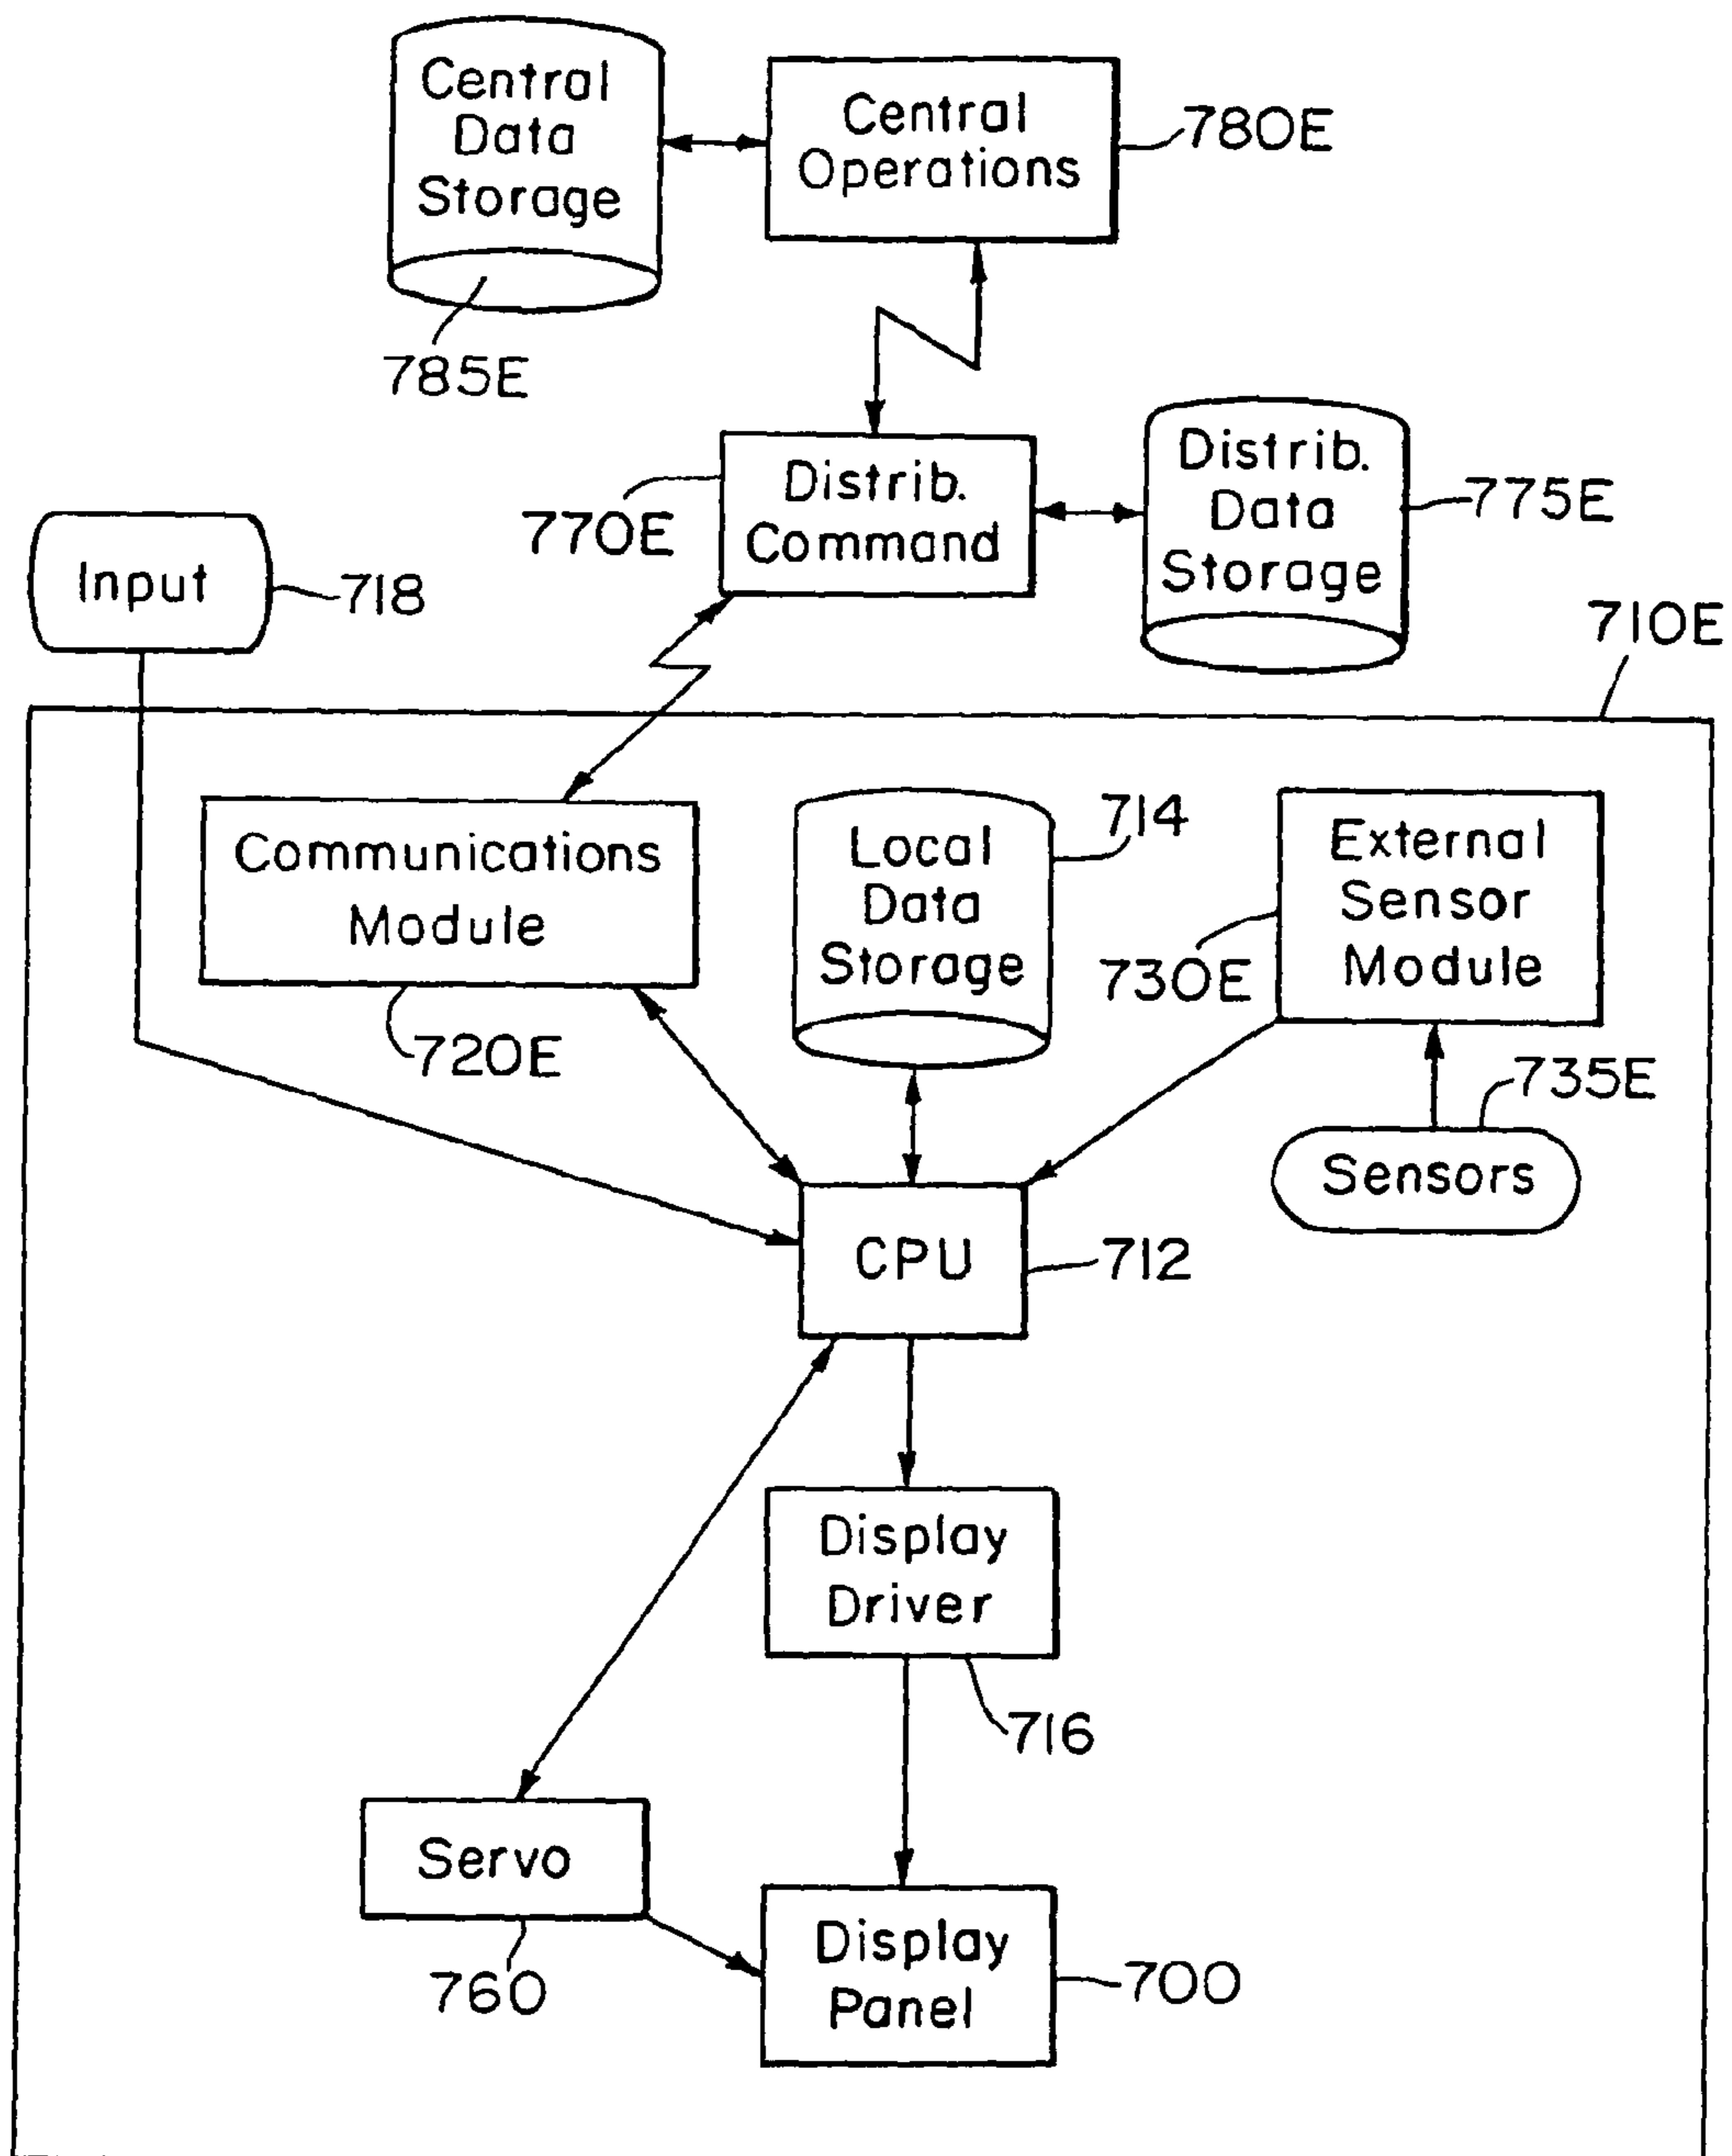 Central
Data
Storage
785E
Central
Operations
780E
Distrib.
Command
770E
Distrib.
Data
Storage
775E
Input
718
710E
Communications
Module
720E
Local
Data
Storage
714
External
Sensor
Module
730E
735E
Sensors
CPU
712
Display
Driver
716
Servo
760
Display
Panel
700